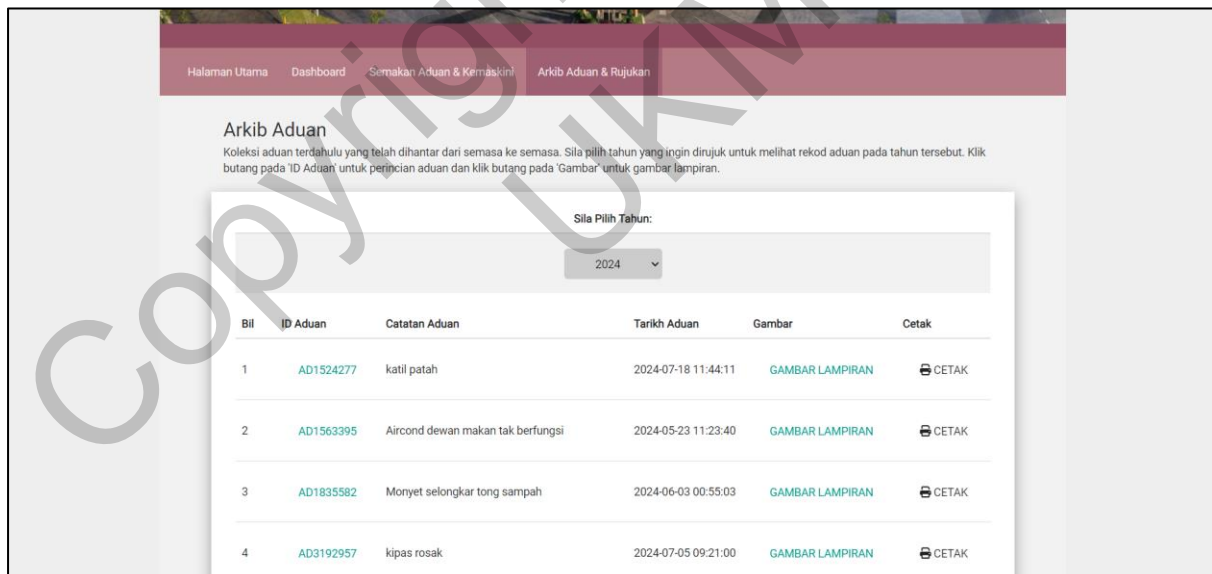 Halaman Utama Dashboard Semakan Aduan & Kemaskini Arkib Aduan & Rujukan
Arkib Aduan
Koleksi aduan terdahulu yang telah dihantar dari semasa ke semasa. Sila pilih tahun yang ingin dirujuk untuk melihat rekod aduan pada tahun tersebut. Klik
butang pada 'ID Aduan' untuk perincian aduan dan klik butang pada 'Gambar' untuk gambar lampiran.
Sila Pilih Tahun:
2024
Bil ID Aduan Catatan Aduan Tarikh Aduan Gambar Cetak
1 AD1524277 katil patah 2024-07-18 11:44:11 GAMBAR LAMPIRAN CETAK
2 AD1563395 Aircond dewan makan tak berfungsi 2024-05-23 11:23:40 GAMBAR LAMPIRAN CETAK
3 AD1835582 Monyet selongkar tong sampah 2024-06-03 00:55:03 GAMBAR LAMPIRAN CETAK
4 AD3192957 kipas rosak 2024-07-05 09:21:00 GAMBAR LAMPIRAN CETAK
Copyrigh
UKM